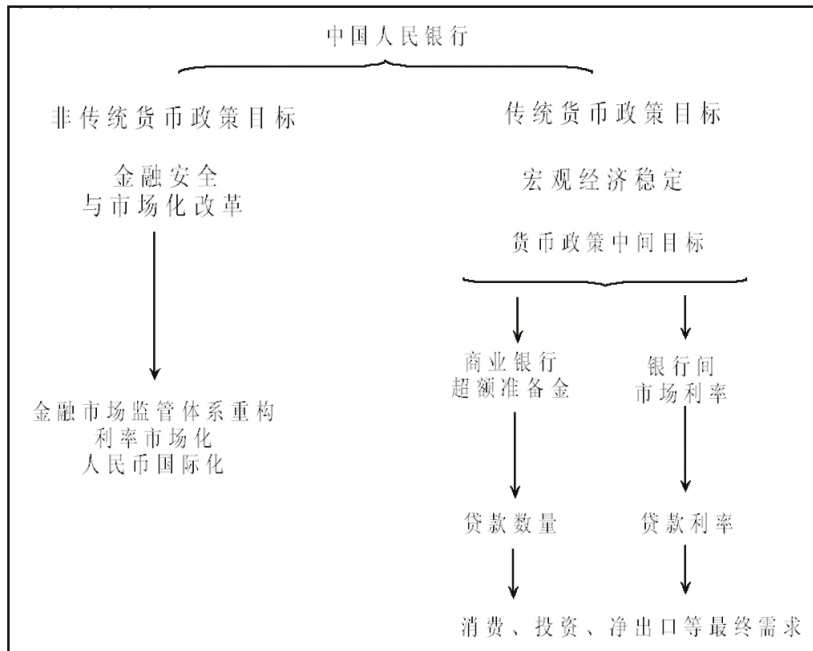 中国人民银行
非传统货币政策目标
传统货币政策目标
金融安全
与市场化改革
宏观经济稳定
货币政策中间目标
商业银行
超额准备金
银行间
市场利率
金融市场监管体系重构
利率市场化
人民币国际化
贷款数量
贷款利率
消费、投资、净出口等最终需求